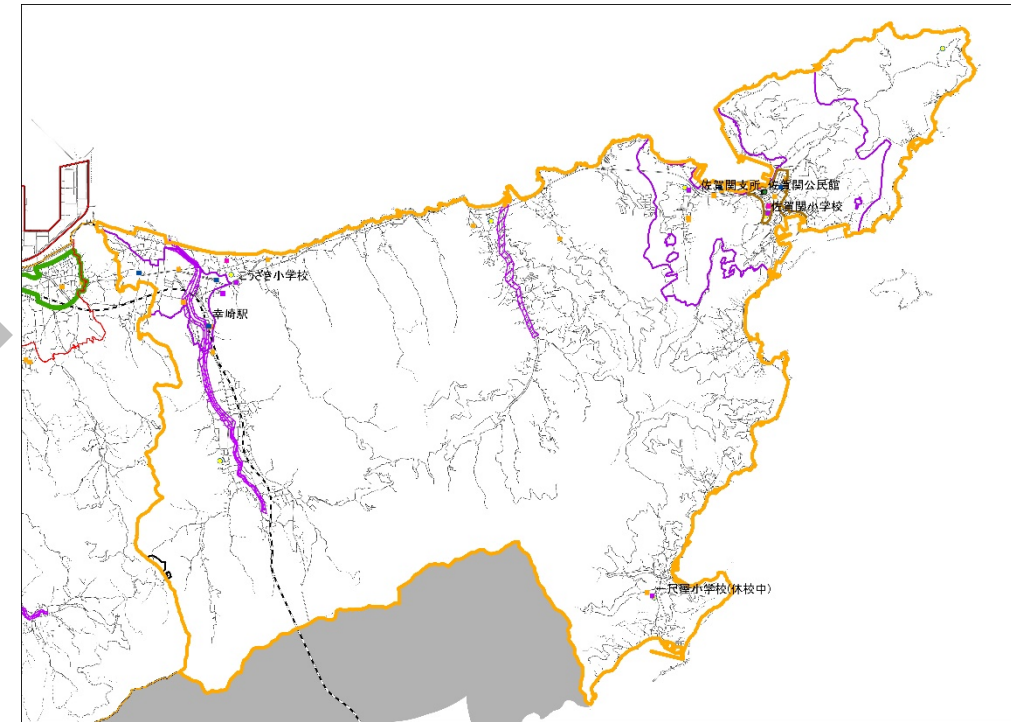 佐賀関支所 佐賀関公民館
佐賀関小学校
こうざき小学校
幸崎駅
一尺屋小学校(休校中)